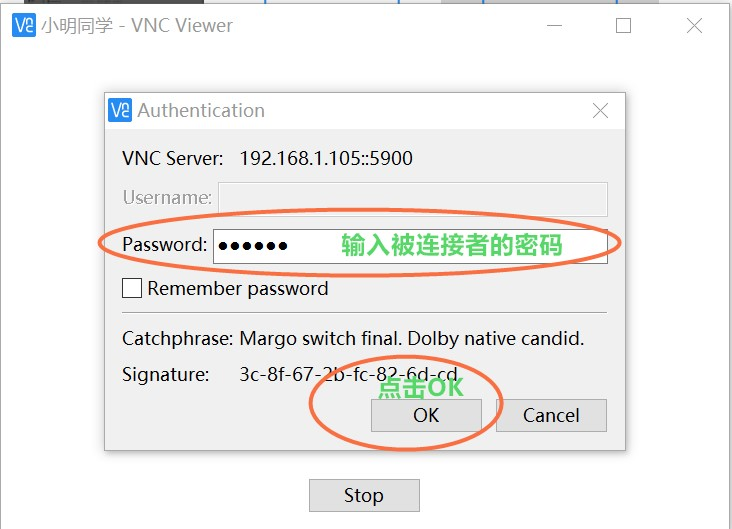 小明同学 - VNC Viewer
Authentication
VNC Server: 192.168.1.105::5900
Username:
Password: ●●●●●● 输入被连接者的密码
Remember password
Catchphrase: Margo switch final. Dolby native candid.
Signature: 3c-8f-67-2b-fc-82-6d-cd
点击OK
OK Cancel
Stop